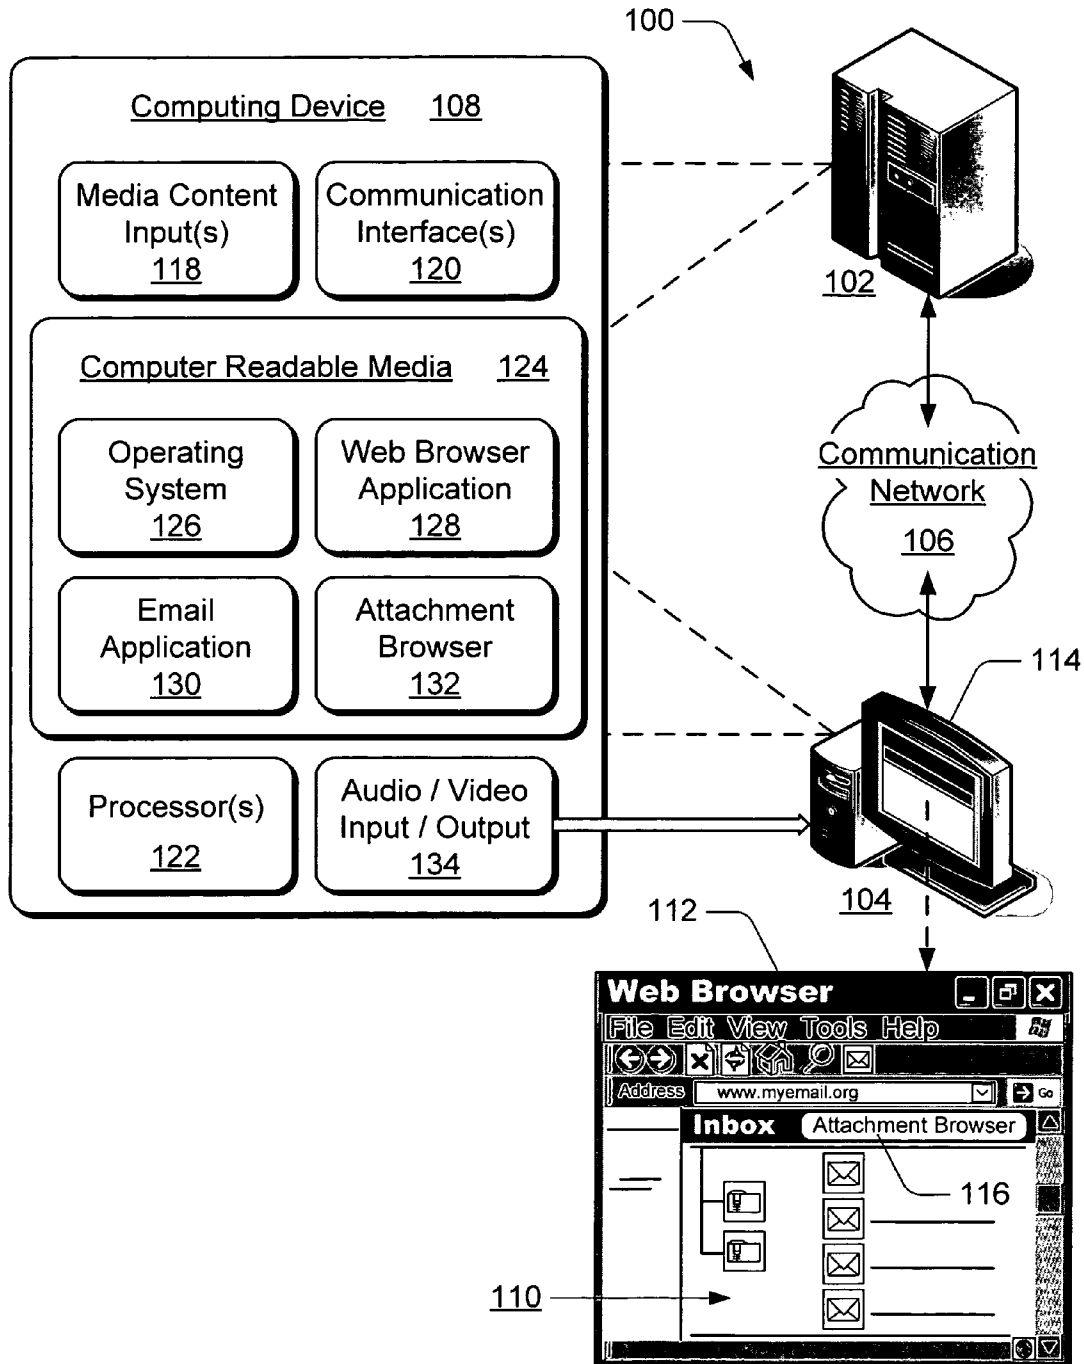 100
Computing Device 108
Media Content
Input(s)
118
Communication
Interface(s)
120
102
Computer Readable Media 124
Operating
System
126
Web Browser
Application
128
Email
Application
130
Attachment
Browser
132
Communication
Network
106
114
Processor(s)
122
Audio / Video
Input / Output
134
104
112
Web Browser
File Edit View Tools Help
Address www.myemail.org Go
Inbox Attachment Browser
116
110